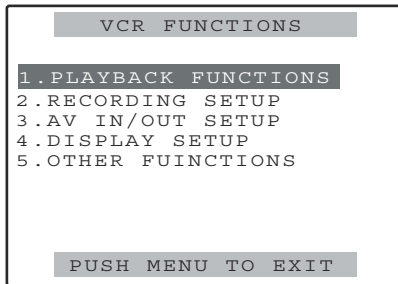 VCR FUNCTIONS
1.PLAYBACK FUNCTIONS
2.RECORDING SETUP
3.AV IN/OUT SETUP
4.DISPLAY SETUP
5.OTHER FUINCTIONS
PUSH MENU TO EXIT